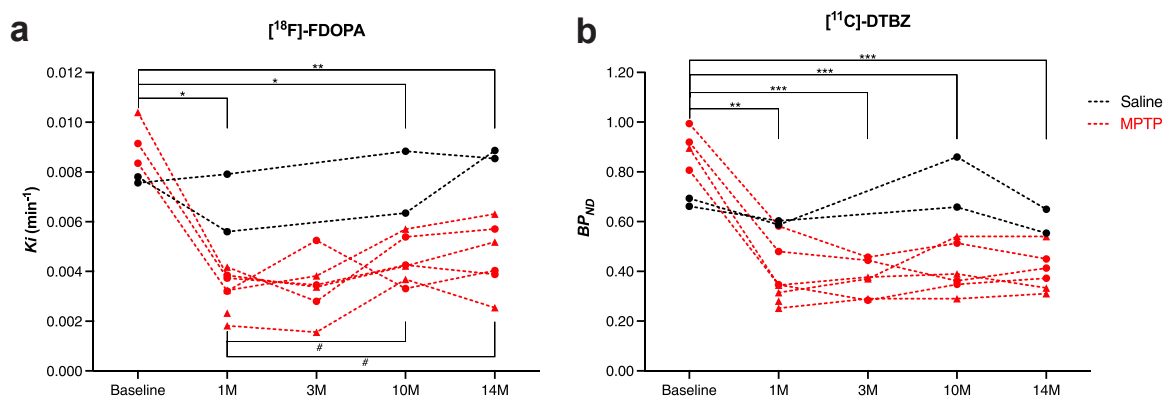 a
[18F]-FDOPA
Ki (min-1)
0.012
0.010
0.008
0.006
0.004
0.002
0.000
**
*
*
#
#
Baseline 1M 3M 10M 14M
b
[11C]-DTBZ
BPND
1.20
1.00
0.80
0.60
0.40
0.20
0.00
***
***
***
**
Baseline 1M 3M 10M 14M
Saline
MPTP